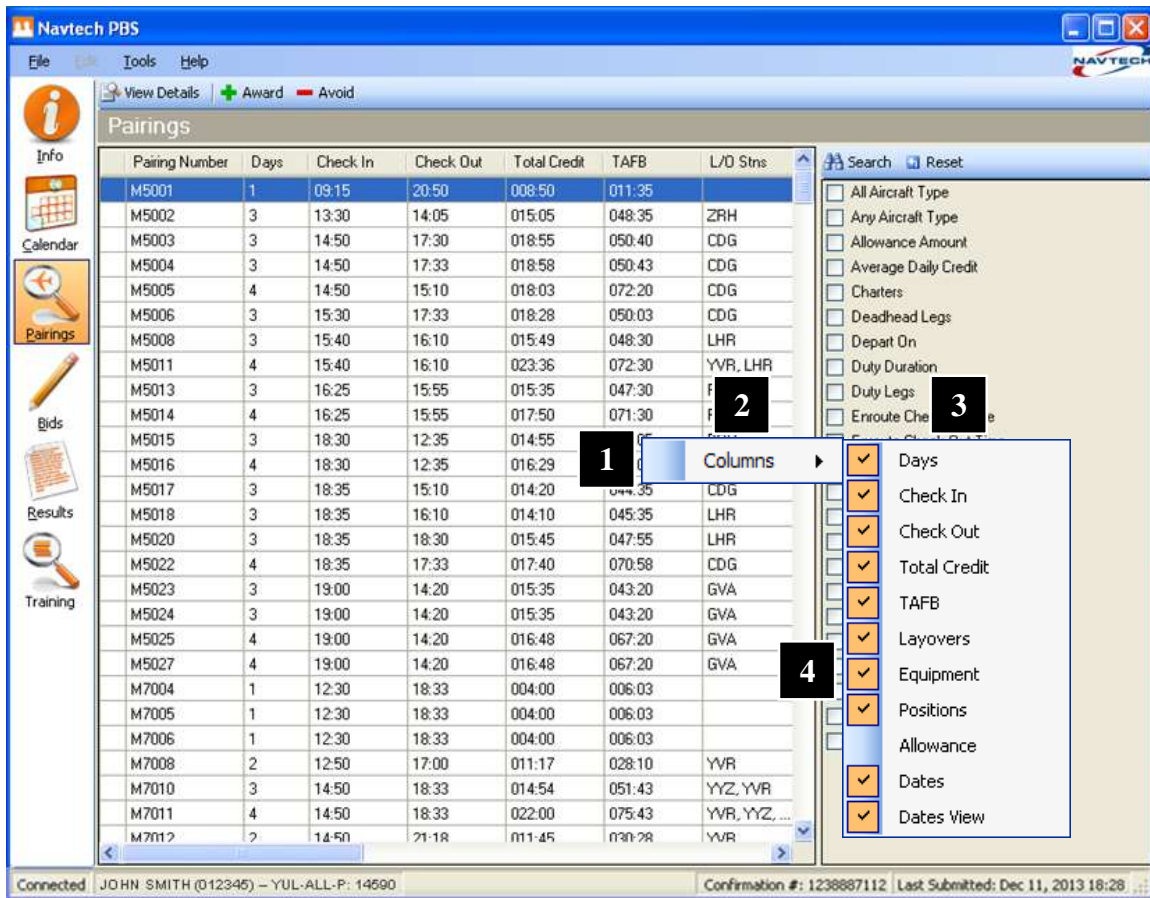 Navtech PBS
File Edit Tools Help
NAVTECH
View Details Award Avoid
Pairings
Info
Calendar
Pairings
Bids
Results
Training
Pairing Number Days Check In Check Out Total Credit TAFB L/O Stns
M5001 1 09:15 20:50 008:50 011:35
M5002 3 13:30 14:05 015:05 048:35 ZRH
M5003 3 14:50 17:30 018:55 050:40 CDG
M5004 3 14:50 17:33 018:58 050:43 CDG
M5005 4 14:50 15:10 018:03 072:20 CDG
M5006 3 15:30 17:33 018:28 050:03 CDG
M5008 3 15:40 16:10 015:49 048:30 LHR
M5011 4 15:40 16:10 023:36 072:30 YVR, LHR
M5013 3 16:25 15:55 015:35 047:30
M5014 4 16:25 15:55 017:50 071:30
M5015 3 18:30 12:35 014:55
M5016 4 18:30 12:35 016:29
M5017 3 18:35 15:10 014:20 044:35 CDG
M5018 3 18:35 16:10 014:10 045:35 LHR
M5020 3 18:35 18:30 015:45 047:55 LHR
M5022 4 18:35 17:33 017:40 070:58 CDG
M5023 3 19:00 14:20 015:35 043:20 GVA
M5024 3 19:00 14:20 015:35 043:20 GVA
M5025 4 19:00 14:20 016:48 067:20 GVA
M5027 4 19:00 14:20 016:48 067:20 GVA
M7004 1 12:30 18:33 004:00 006:03
M7005 1 12:30 18:33 004:00 006:03
M7006 1 12:30 18:33 004:00 006:03
M7008 2 12:50 17:00 011:17 028:10 YVR
M7010 3 14:50 18:33 014:54 051:43 YYZ, YVR
M7011 4 14:50 18:33 022:00 075:43 YVR, YYZ, ...
M7012 2 14:50 21:18 011:45 030:28 YVR
Search Reset
All Aircraft Type
Any Aircraft Type
Allowance Amount
Average Daily Credit
Charters
Deadhead Legs
Depart On
Duty Duration
Duty Legs
Enroute
Enroute Check Out Time
1
2
3
4
Columns
Days
Check In
Check Out
Total Credit
TAFB
Layovers
Equipment
Positions
Allowance
Dates
Dates View
Connected JOHN SMITH (012345) – YUL-ALL-P: 14590 Confirmation #: 1238887112 Last Submitted: Dec 11, 2013 18:28